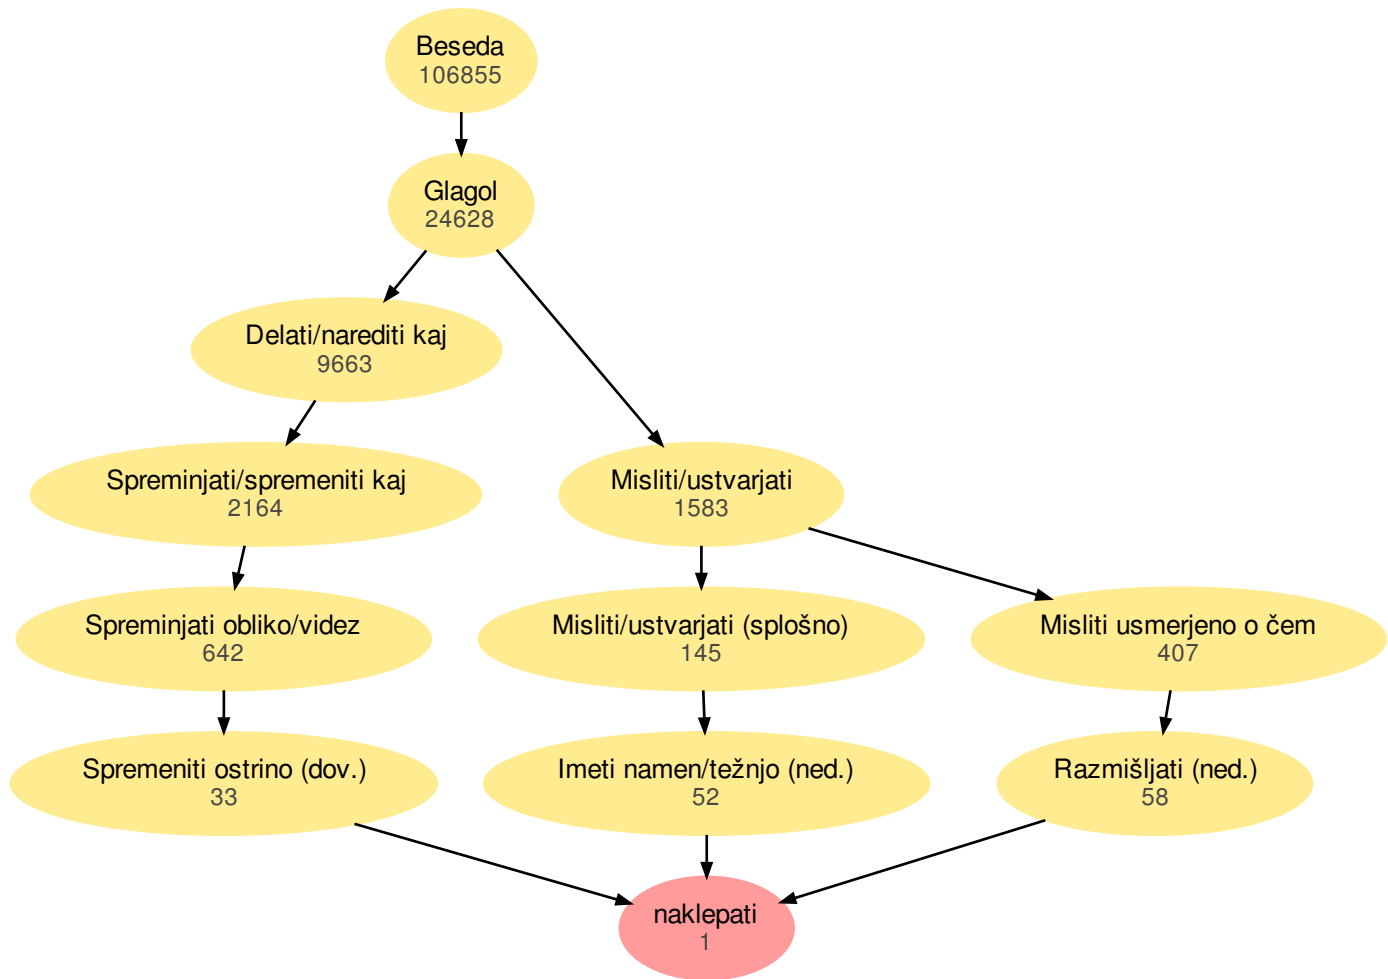 Beseda
106855
Glagol
24628
Delati/narediti kaj
9663
Spreminjati/spremeniti kaj
2164
Misliti/ustvarjati
1583
Spreminjati obliko/videz
642
Misliti/ustvarjati (splošno)
145
Misliti usmerjeno o čem
407
Spremeniti ostrino (dov.)
33
Imeti namen/težnjo (ned.)
52
Razmišljati (ned.)
58
naklepati
1